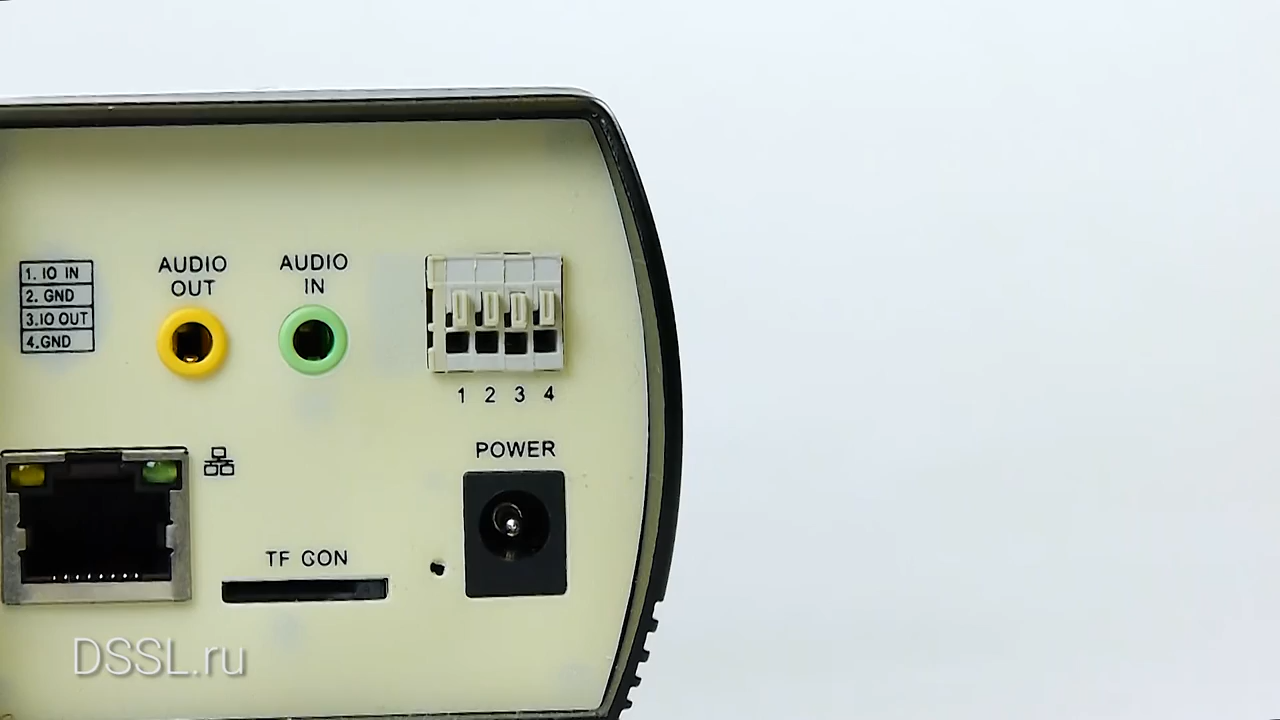 1. IO IN
2. GND
3.IO OUT
4.GND
AUDIO
OUT
AUDIO
IN
1 2 3 4
POWER
TF CON
DSSL.ru